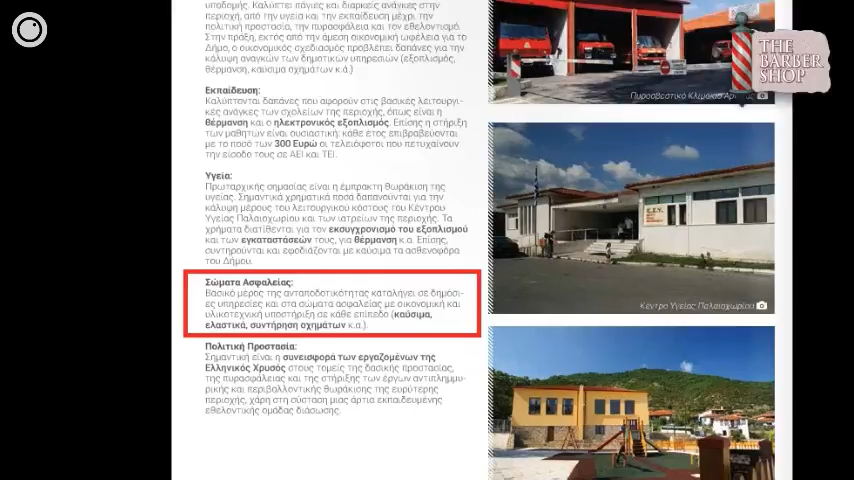 υποδομής. Καλύπτει πάγιες και διαρκείς ανάγκες στην
περιοχή, από την υγεία και την εκπαίδευση μέχρι την
πολιτική προστασία, την πυρασφάλεια και τον εθελοντισμό.
Στην πράξη, εκτός από την άμεση οικονομική ωφέλεια για το
Δήμο, ο οικονομικός σχεδιασμός προβλέπει δαπάνες για την
κάλυψη αναγκών των δημοτικών υπηρεσιών (εξοπλισμός,
θέρμανση, καύσιμα οχημάτων κ.ά.)
Εκπαίδευση:
Καλύπτονται δαπάνες που αφορούν στις βασικές λειτουργι-
κές ανάγκες των σχολείων της περιοχής, όπως είναι η
θέρμανση και ο ηλεκτρονικός εξοπλισμός. Επίσης η στήριξη
των μαθητών είναι ουσιαστική: κάθε έτος επιβραβεύονται
με το ποσό των 300 Ευρώ οι τελειόφοιτοι που πετυχαίνουν
την είσοδό τους σε ΑΕΙ και ΤΕΙ.
Υγεία:
Πρωταρχικής σημασίας είναι η έμπρακτη θωράκιση της
υγείας. Σημαντικά χρηματικά ποσά δαπανούνται για την
κάλυψη μέρους του λειτουργικού κόστους του Κέντρου
Υγείας Παλαιοχωρίου και των ιατρείων της περιοχής. Τα
χρήματα διατίθενται για τον εκσυγχρονισμό του εξοπλισμού
και των εγκαταστάσεών τους, για θέρμανση κ.α. Επίσης,
συντηρούνται και εφοδιάζονται με καύσιμα τα ασθενοφόρα
του Δήμου.
Σώματα Ασφαλείας:
Βασικό μέρος της ανταποδοτικότητας καταλήγει σε δημόσι-
ες υπηρεσίες και στα σώματα ασφαλείας με οικονομική και
υλικοτεχνική υποστήριξη σε κάθε επίπεδο (καύσιμα,
ελαστικά, συντήρηση οχημάτων κ.ά.).
Πολιτική Προστασία:
Σημαντική είναι η συνεισφορά των εργαζομένων της
Ελληνικός Χρυσός στους τομείς της δασικής προστασίας,
της πυρασφάλειας και της στήριξης των έργων αντιπλημμυ-
ρικής και περιβαλλοντικής θωράκισης της ευρύτερης
περιοχής, χάρη στη σύσταση μιας άρτια εκπαιδευμένης
εθελοντικής ομάδας διάσωσης.
Πυροσβεστικό Κλιμάκιο
THE
BARBER
SHOP
Κέντρο Υγείας Παλαιοχωρίου